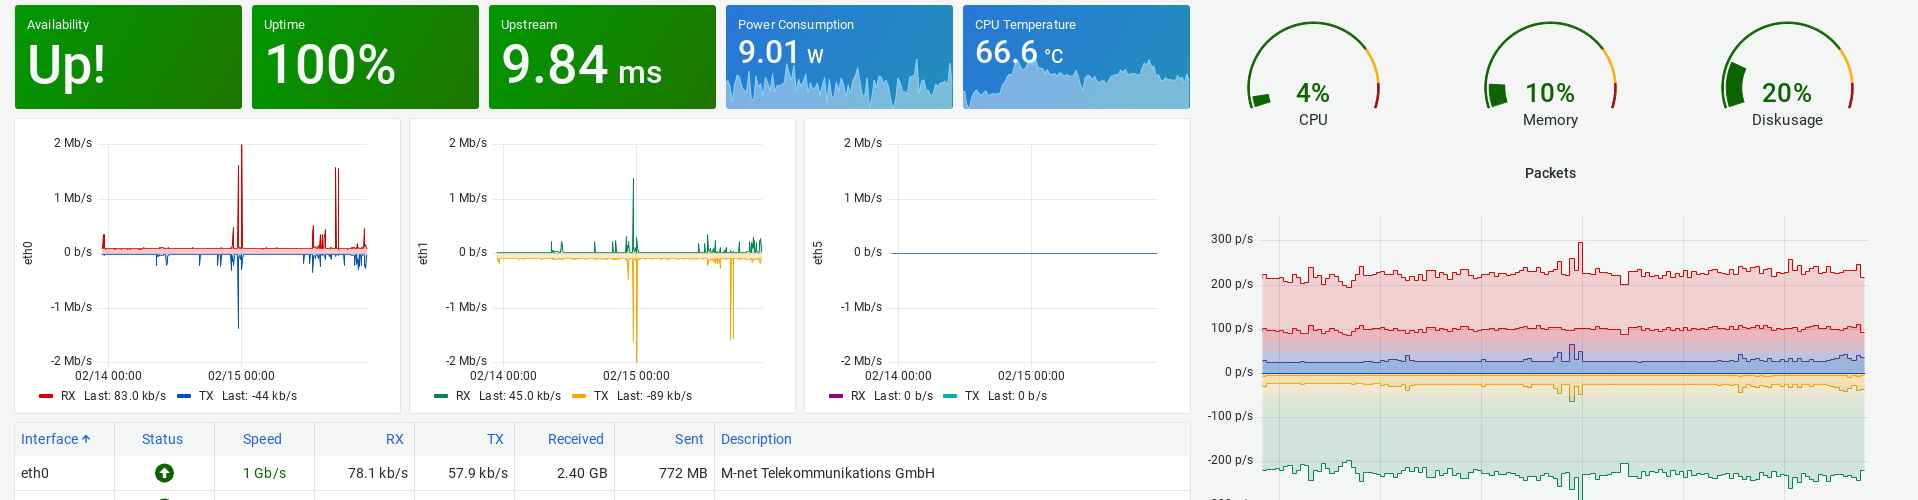 Availability
Up!
Uptime
100%
Upstream
9.84 ms
Power Consumption
9.01 W
CPU Temperature
66.6 °C
4%
CPU
10%
Memory
20%
Diskusage
eth0
2 Mb/s
1 Mb/s
0 b/s
-1 Mb/s
-2 Mb/s
02/14 00:00 02/15 00:00
RX Last: 83.0 kb/s TX Last: -44 kb/s
eth1
2 Mb/s
1 Mb/s
0 b/s
-1 Mb/s
-2 Mb/s
02/14 00:00 02/15 00:00
RX Last: 45.0 kb/s TX Last: -89 kb/s
eth5
2 Mb/s
1 Mb/s
0 b/s
-1 Mb/s
-2 Mb/s
02/14 00:00 02/15 00:00
RX Last: 0 b/s TX Last: 0 b/s
Packets
300 p/s
200 p/s
100 p/s
0 p/s
-100 p/s
-200 p/s
Interface Status Speed RX TX Received Sent Description
eth0 1 Gb/s 78.1 kb/s 57.9 kb/s 2.40 GB 772 MB M-net Telekommunikations GmbH